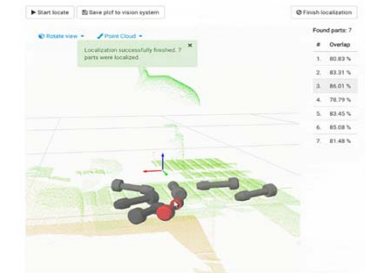 Start locate
Save plcf to vision system
Finish localization
Rotate view
Point Cloud
Found parts: 7
Localization successfully finished. 7
parts were localized.
×
# Overlap
1. 80.63 %
2. 83.31 %
3. 86.01 %
4. 78.79 %
5. 83.45 %
6. 85.08 %
7. 81.48 %